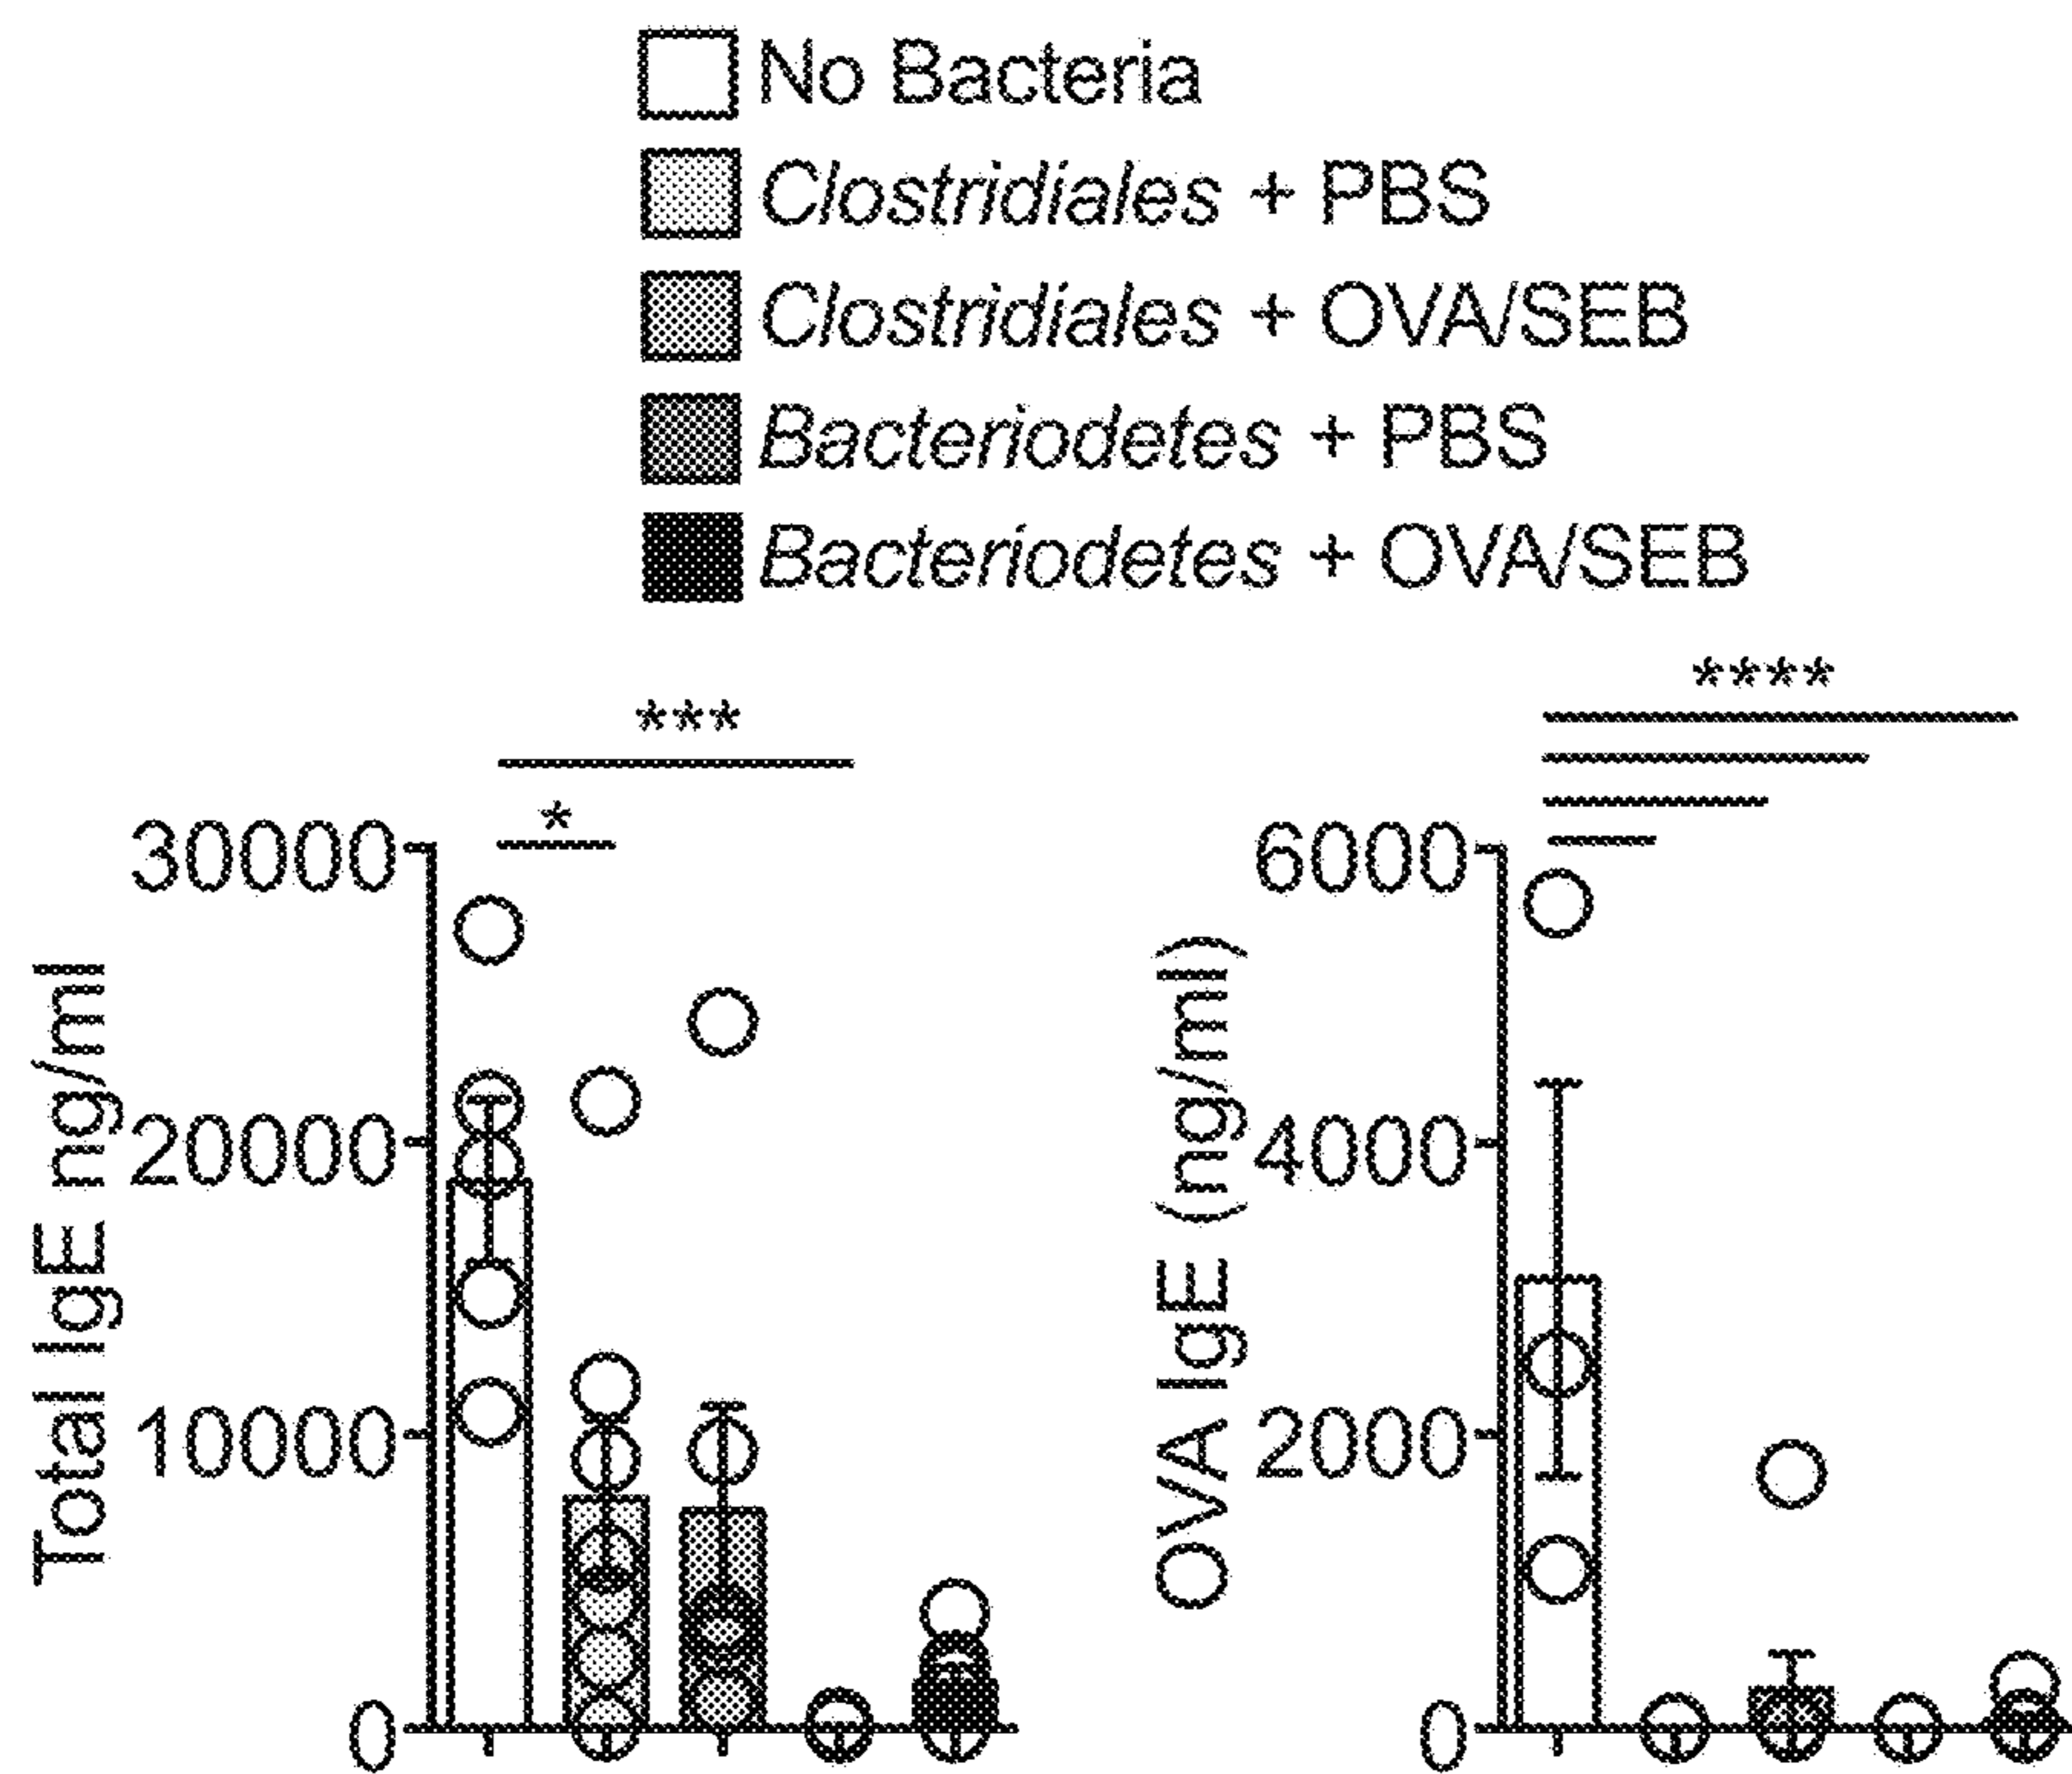 No Bacteria
Clostridiales + PBS
Clostridiales + OVA/SEB
Bacteriodetes + PBS
Bacteriodetes + OVA/SEB
***
*
Total IgE ng/ml
30000
20000
10000
0
****
OVA IgE (ng/ml)
6000
4000
2000
0